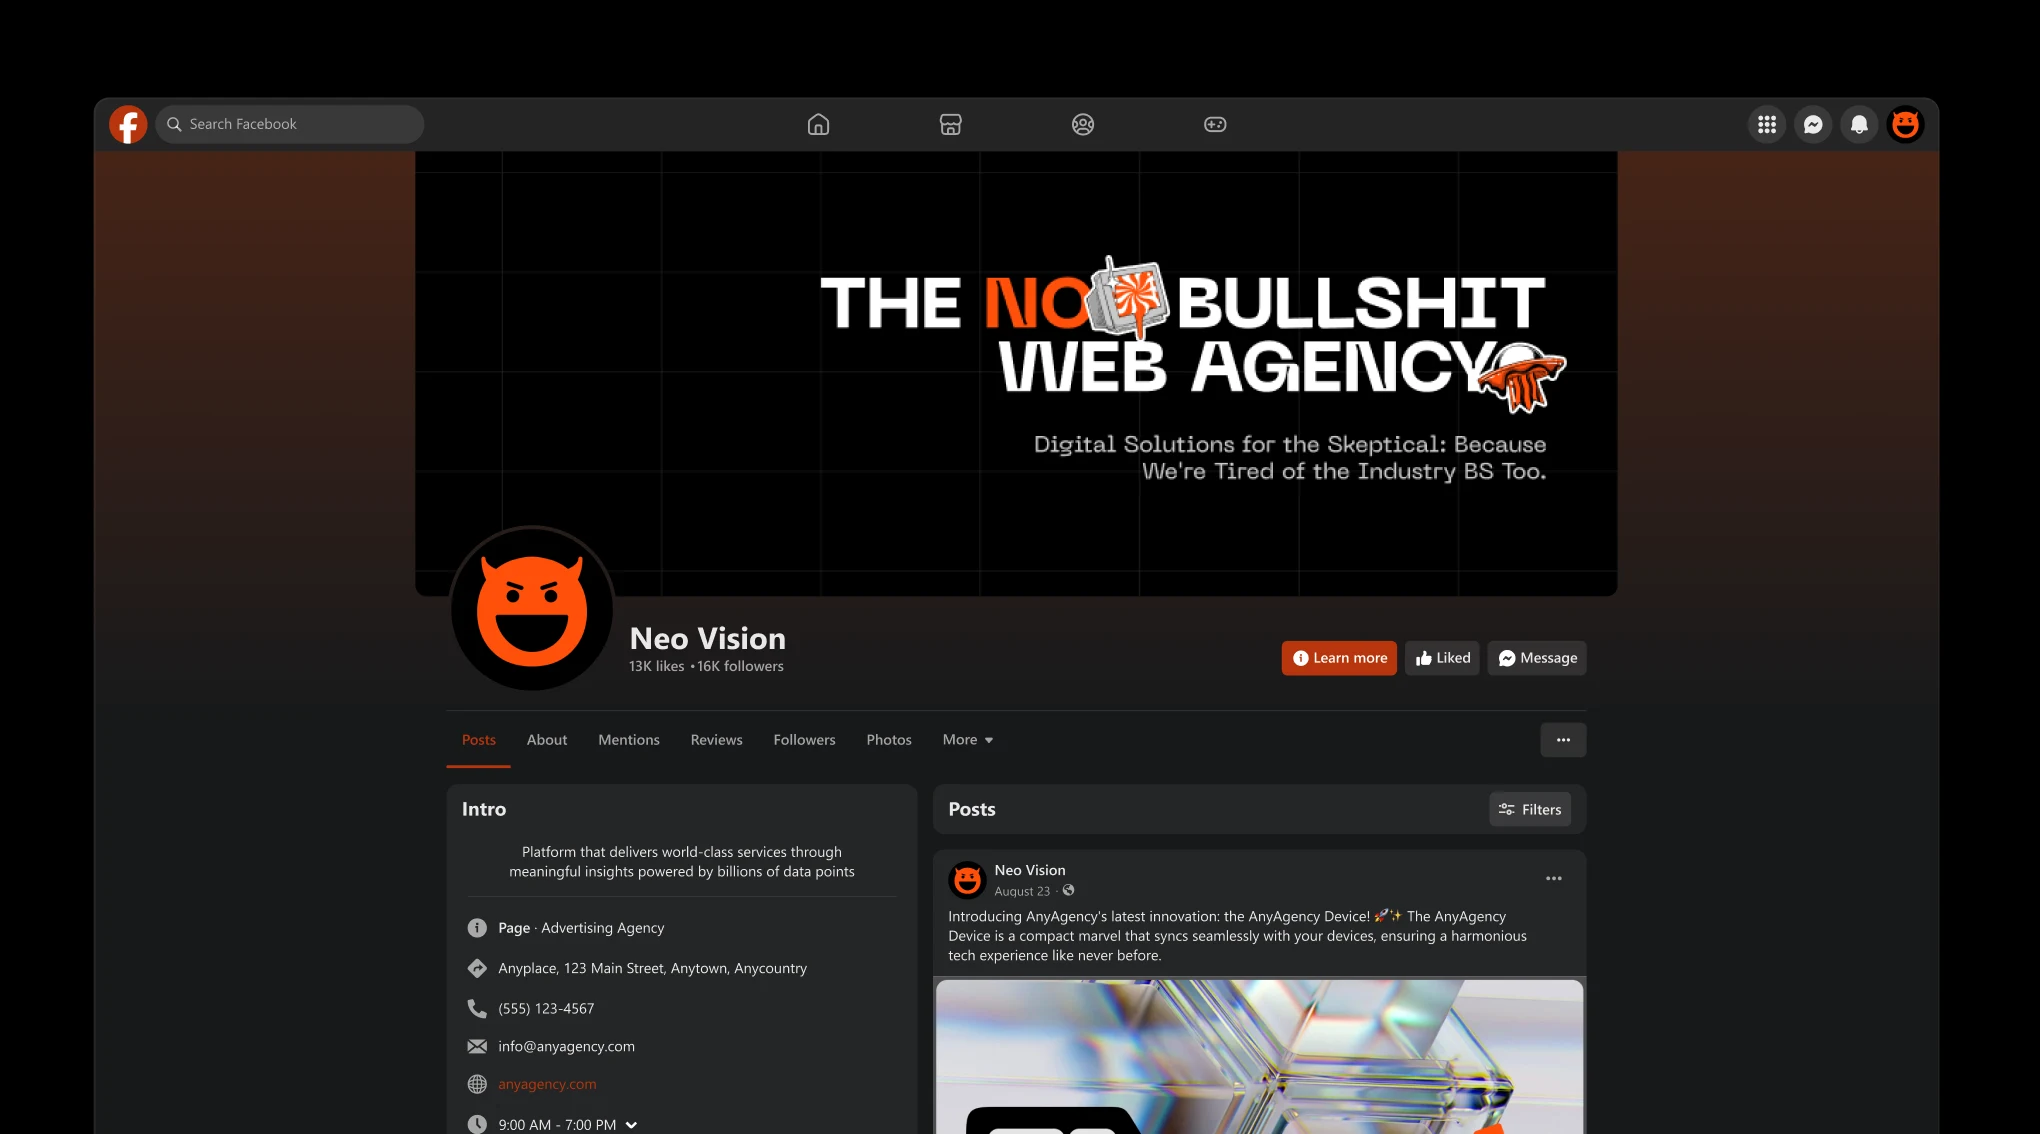 Search Facebook
THE NO BULLSHIT
WEB AGENCY
Digital Solutions for the Skeptical: Because
We're Tired of the Industry BS Too.
Neo Vision
13K likes • 16K followers
Learn more
Liked
Message
Posts
About
Mentions
Reviews
Followers
Photos
More
Intro
Platform that delivers world-class services through
meaningful insights powered by billions of data points
Page · Advertising Agency
Anyplace, 123 Main Street, Anytown, Anycountry
(555) 123-4567
info@anyagency.com
anyagency.com
9:00 AM - 7:00 PM
Posts
Filters
Neo Vision
August 23 ·
Introducing AnyAgency's latest innovation: the AnyAgency Device! 🚀✨ The AnyAgency
Device is a compact marvel that syncs seamlessly with your devices, ensuring a harmonious
tech experience like never before.